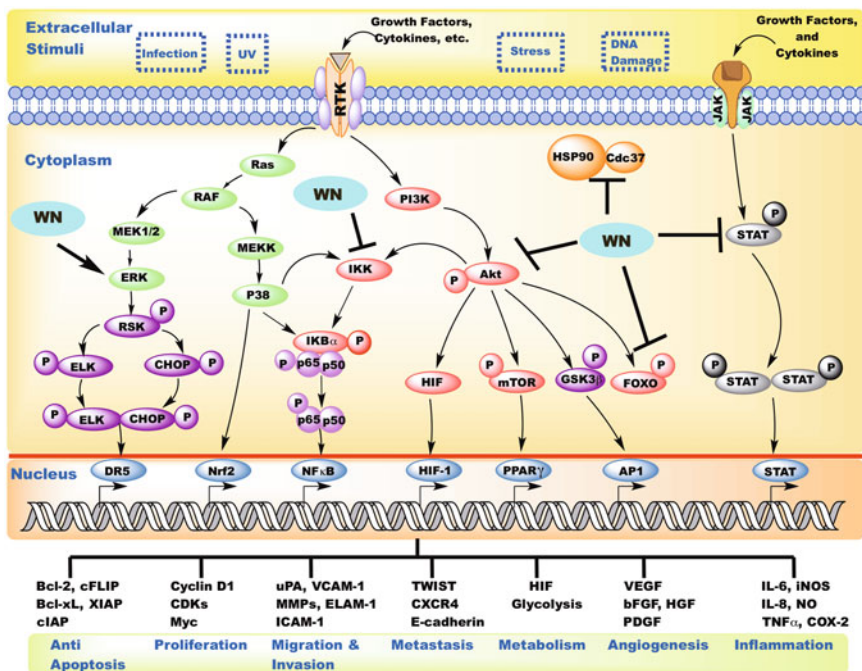 Extracellular
Stimuli
Infection
UV
Growth Factors,
Cytokines, etc.
Stress
DNA
Damage
Growth Factors,
and
Cytokines
RTK
JAK
JAK
Cytoplasm
HSP90
Cdc37
Ras
RAF
PI3K
WN
WN
WN
P
STAT
MEK1/2
MEKK
IKK
P
Akt
ERK
P38
RSK
P
IKBα
P
P
p65
p50
P
ELK
CHOP
P
HIF
P
mTOR
P
GSK3β
P
FOXO
P
STAT
STAT
P
P
ELK
CHOP
P
P
p65
p50
Nucleus
DR5
Nrf2
NFκB
HIF-1
PPARγ
AP1
STAT
Bcl-2, cFLIP
Bcl-xL, XIAP
cIAP
Cyclin D1
CDKs
Myc
uPA, VCAM-1
MMPs, ELAM-1
ICAM-1
TWIST
CXCR4
E-cadherin
HIF
Glycolysis
VEGF
bFGF, HGF
PDGF
IL-6, iNOS
IL-8, NO
TNFα, COX-2
Anti
Apoptosis
Proliferation
Migration &
Invasion
Metastasis
Metabolism
Angiogenesis
Inflammation